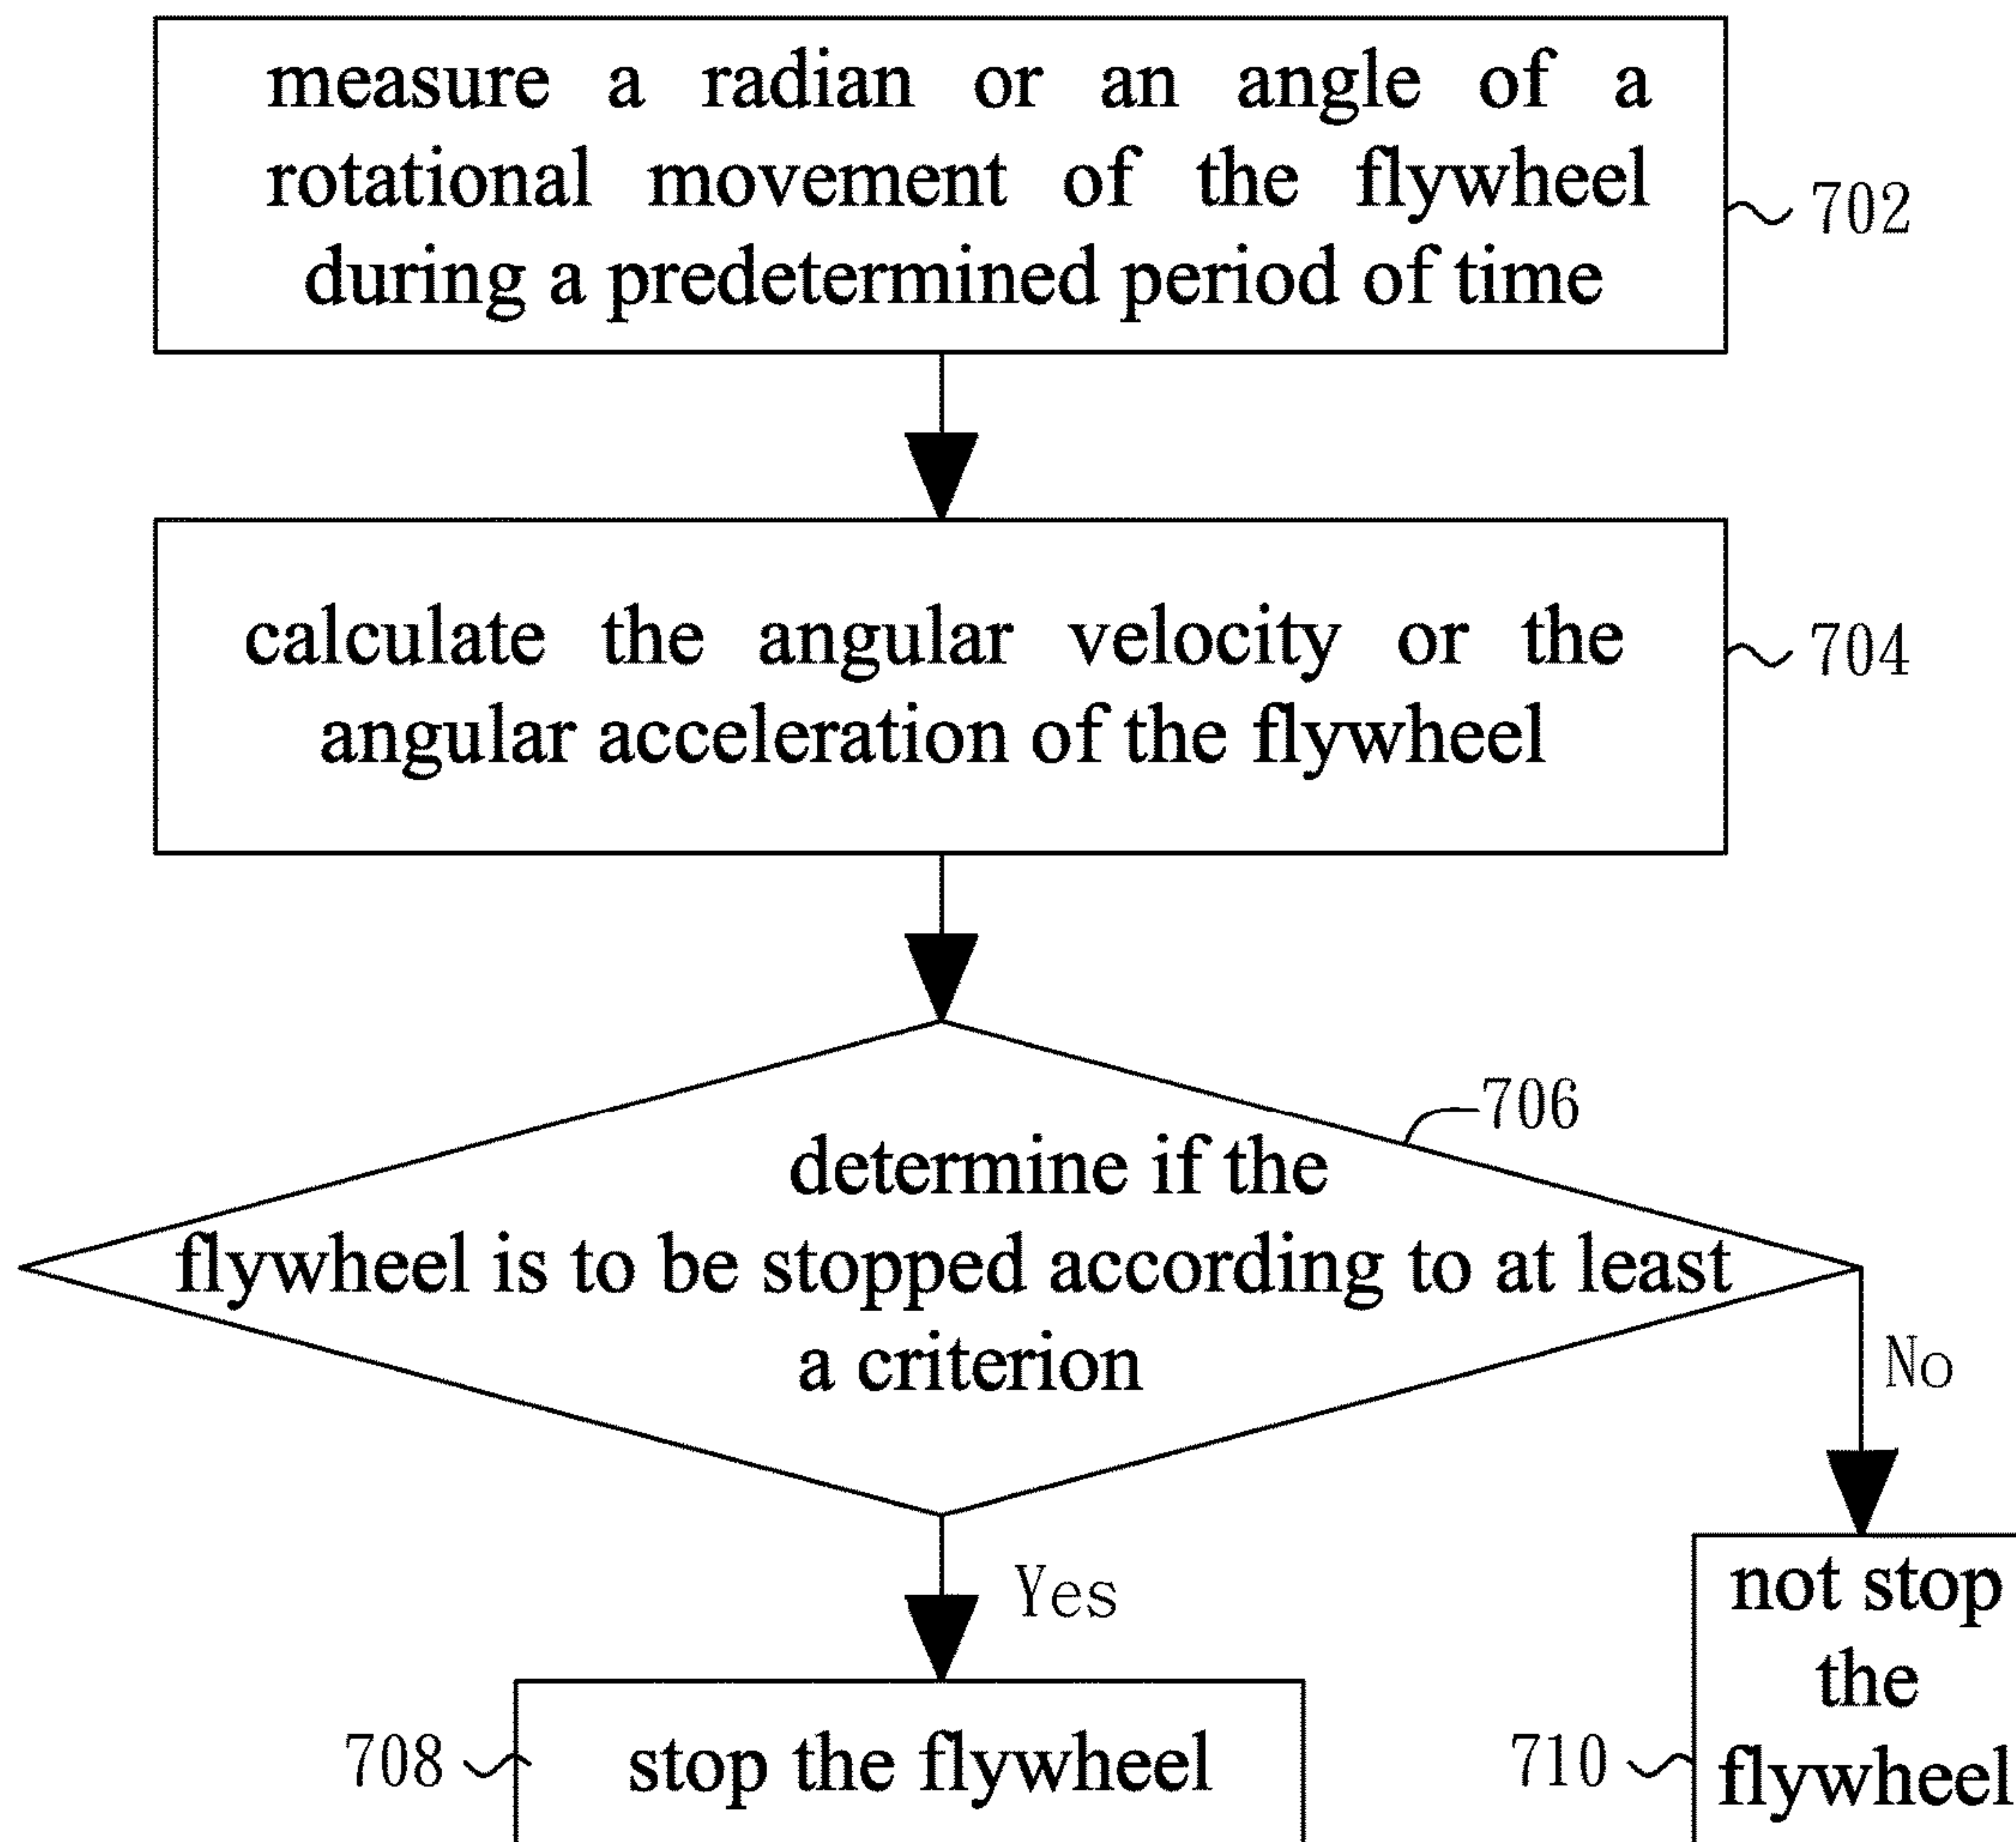 measure a radian or an angle of a
rotational movement of the flywheel
during a predetermined period of time
702
calculate the angular velocity or the
angular acceleration of the flywheel
704
706
determine if the
flywheel is to be stopped according to at least
a criterion
No
Yes
708
stop the flywheel
710
not stop
the
flywheel